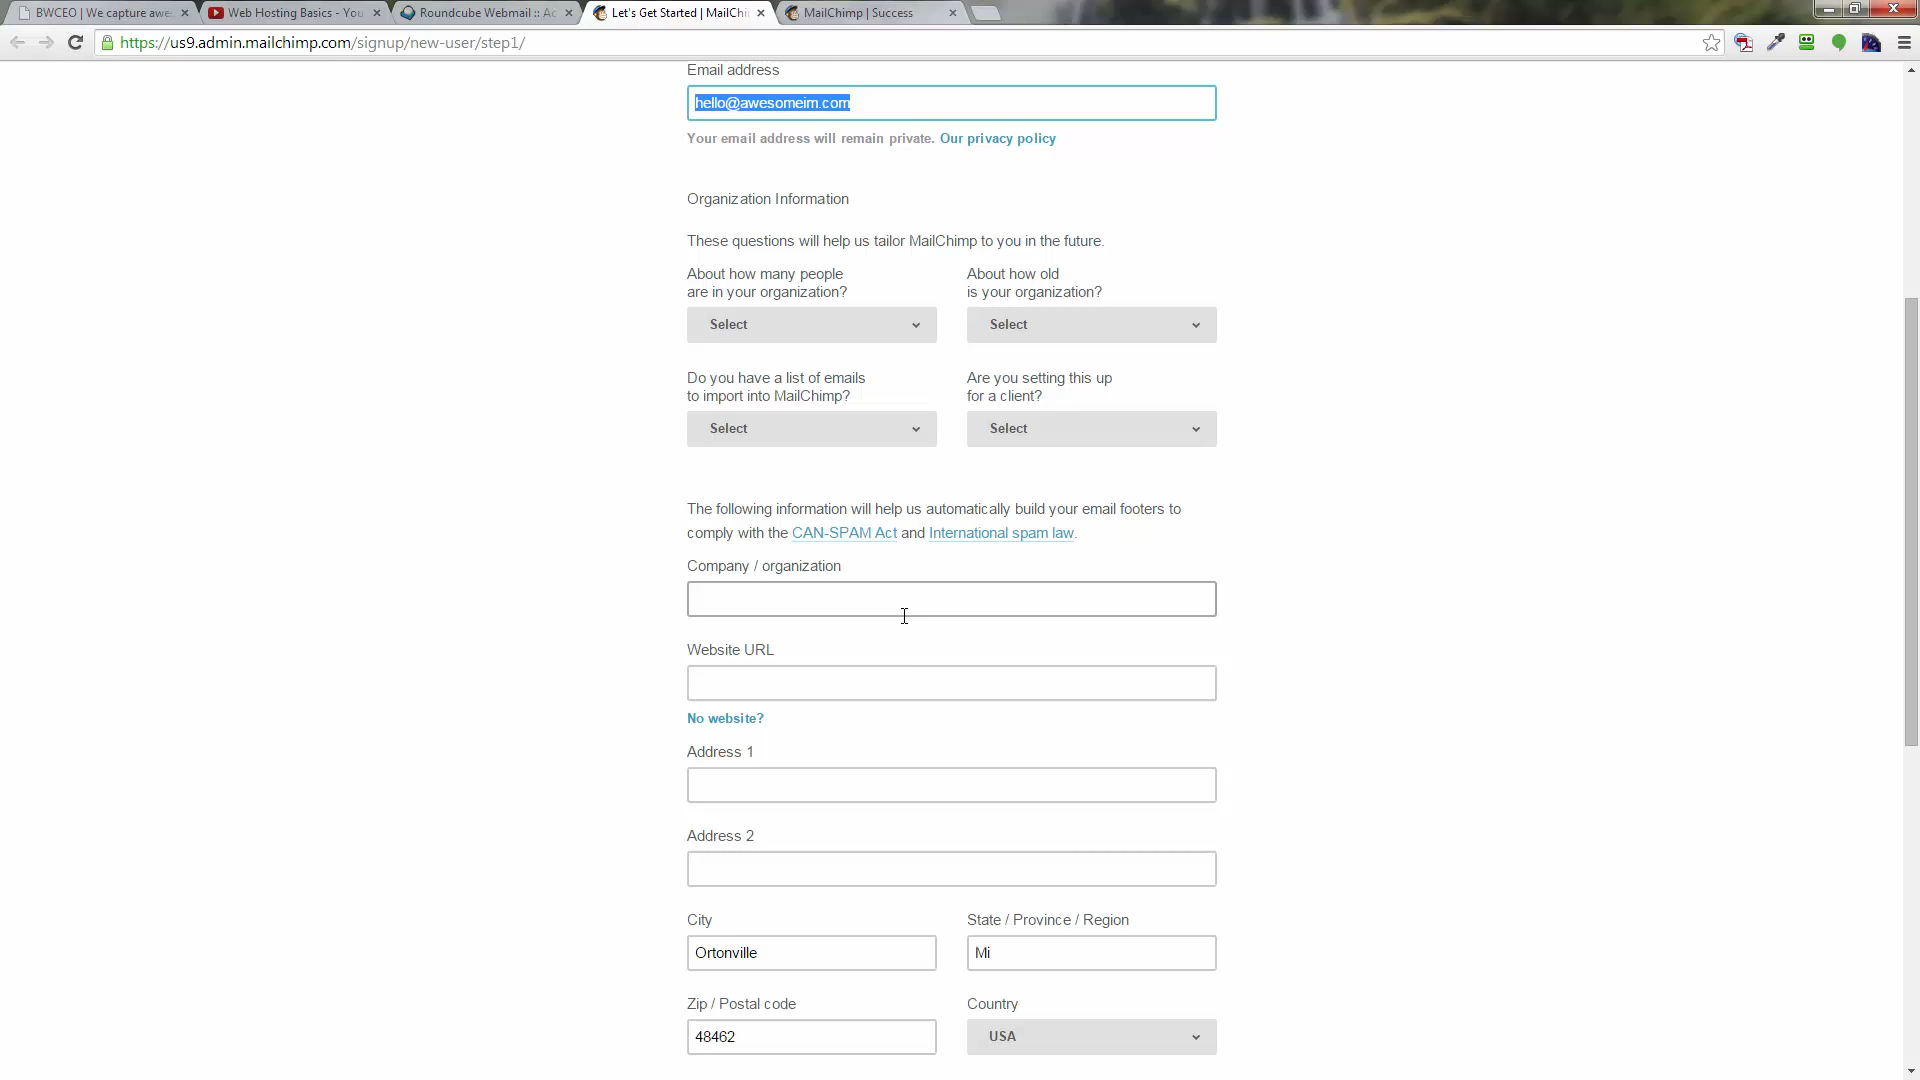 BWCEO | We capture awe
Web Hosting Basics - You
Roundcube Webmail :: Ac
Let's Get Started | MailChi
MailChimp | Success
https://us9.admin.mailchimp.com/signup/new-user/step1/
Email address
hello@awesomeim.com
Your email address will remain private. Our privacy policy
Organization Information
These questions will help us tailor MailChimp to you in the future.
About how many people
are in your organization?
About how old
is your organization?
Select
Select
Do you have a list of emails
to import into MailChimp?
Are you setting this up
for a client?
Select
Select
The following information will help us automatically build your email footers to
comply with the CAN-SPAM Act and International spam law.
Company / organization
Website URL
No website?
Address 1
Address 2
City
State / Province / Region
Ortonville
Mi
Zip / Postal code
Country
48462
USA